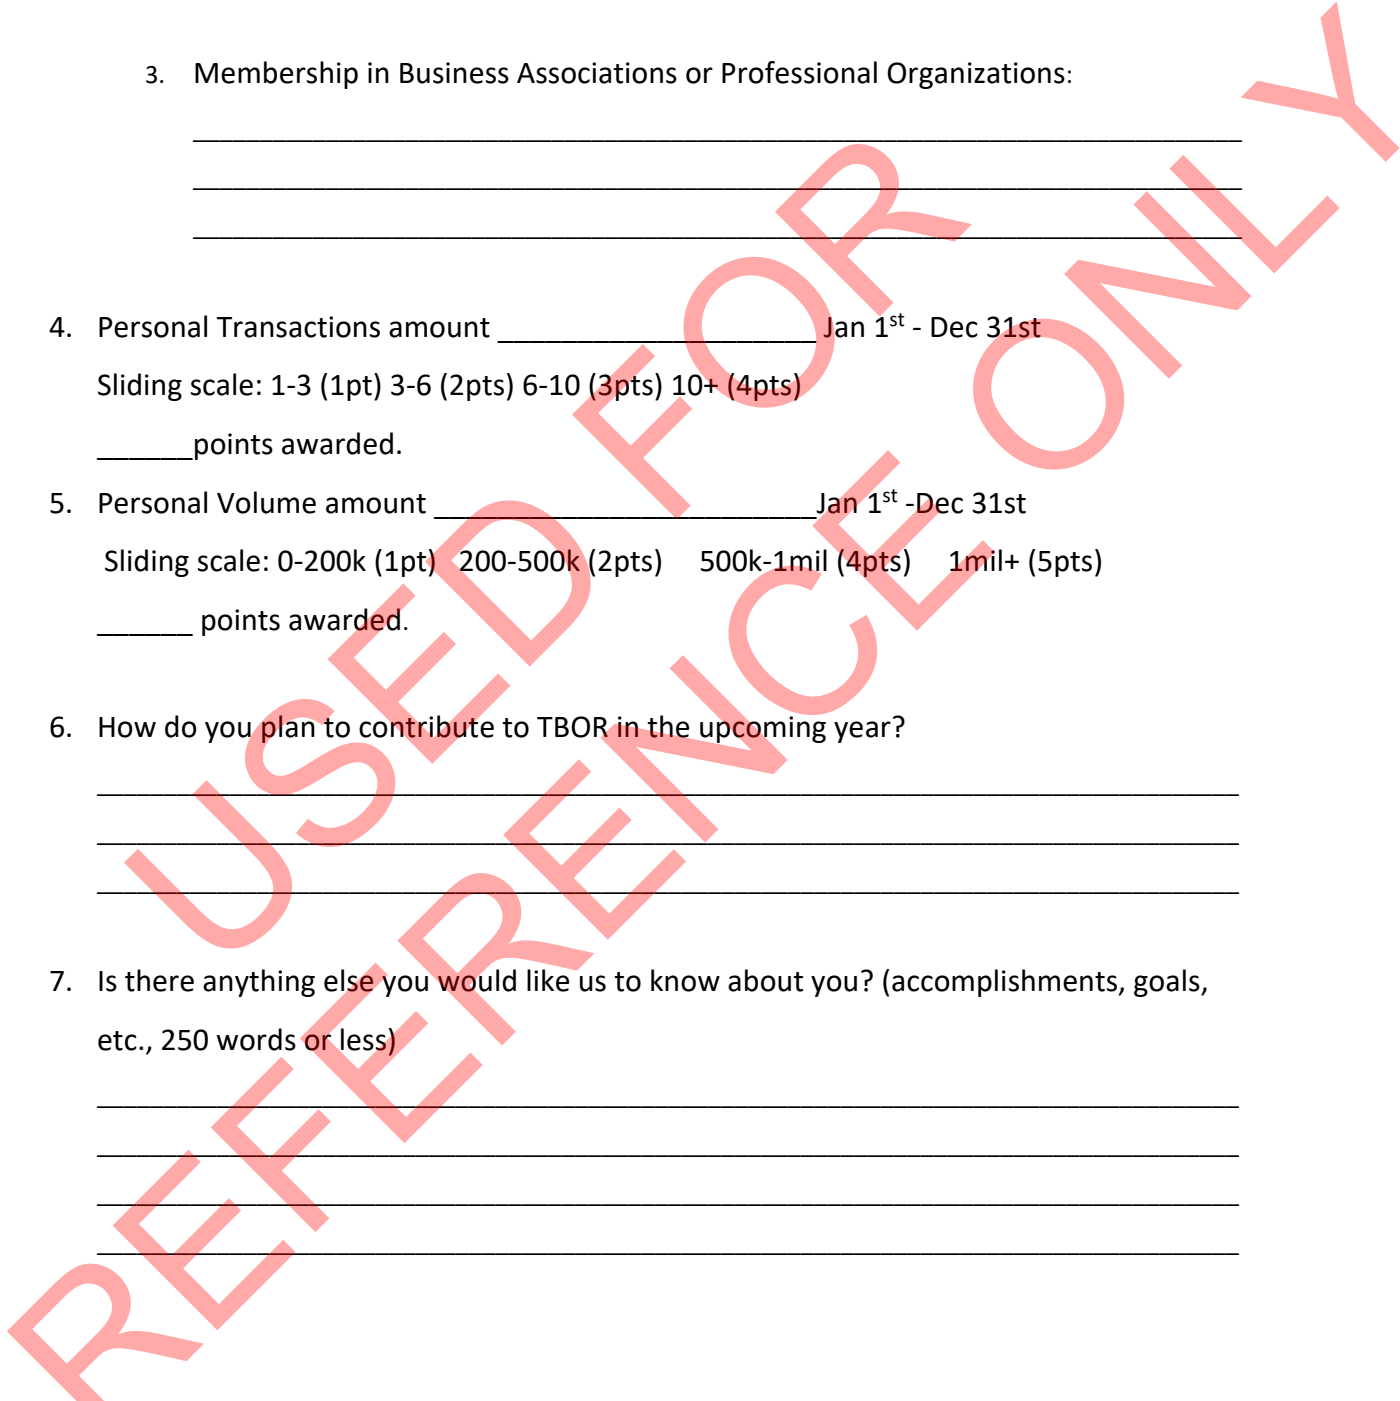 3. Membership in Business Associations or Professional Organizations:
4. Personal Transactions amount ____________________ Jan 1st - Dec 31st
Sliding scale: 1-3 (1pt) 3-6 (2pts) 6-10 (3pts) 10+ (4pts)
______points awarded.
5. Personal Volume amount ________________________Jan 1st -Dec 31st
Sliding scale: 0-200k (1pt) 200-500k (2pts) 500k-1mil (4pts) 1mil+ (5pts)
______ points awarded.
6. How do you plan to contribute to TBOR in the upcoming year?
7. Is there anything else you would like us to know about you? (accomplishments, goals,
etc., 250 words or less)
USED FOR
REFERENCE ONLY